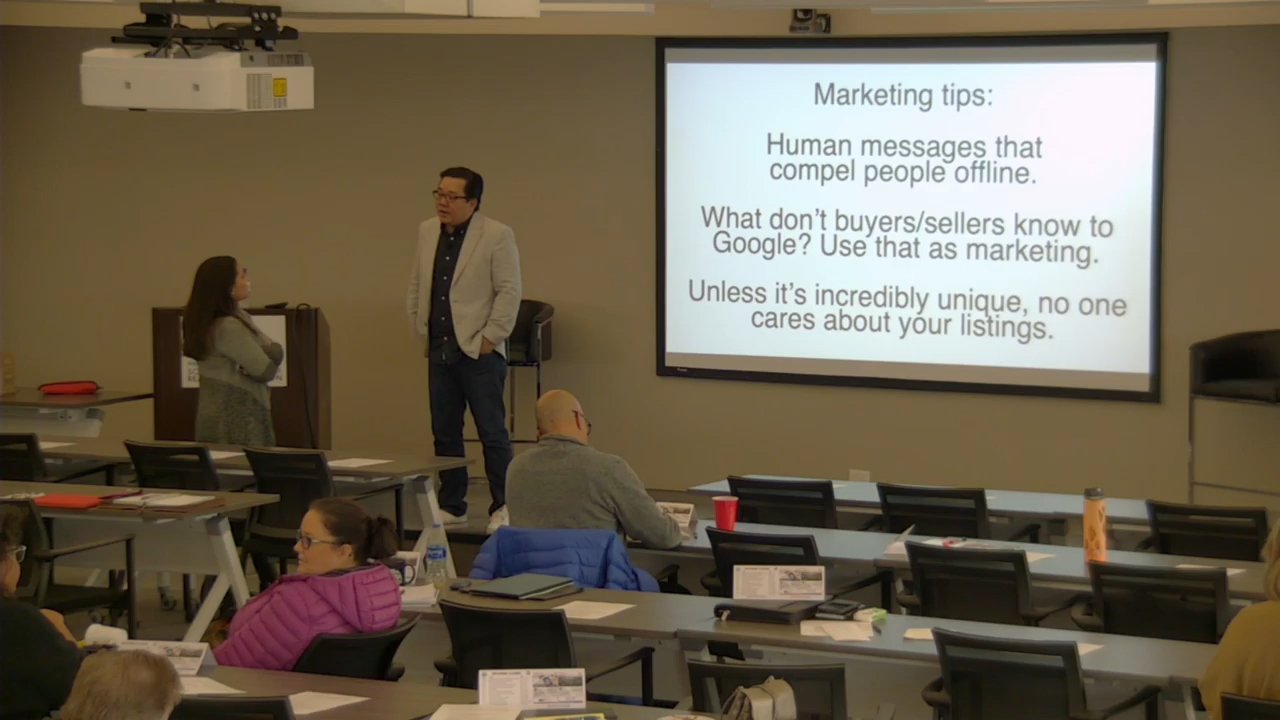 Marketing tips:
Human messages that
compel people offline.
What don't buyers/sellers know to
Google? Use that as marketing.
Unless it's incredibly unique, no one
cares about your listings.